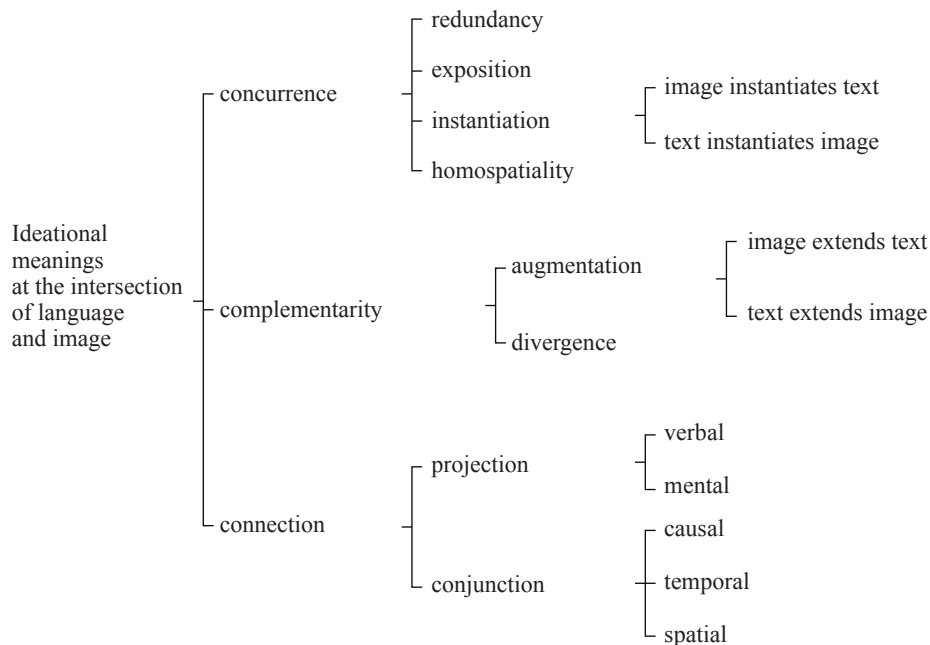 Ideational
meanings
at the intersection
of language
and image
concurrence
redundancy
exposition
instantiation
homospatiality
image instantiates text
text instantiates image
complementarity
augmentation
divergence
image extends text
text extends image
connection
projection
verbal
mental
conjunction
causal
temporal
spatial